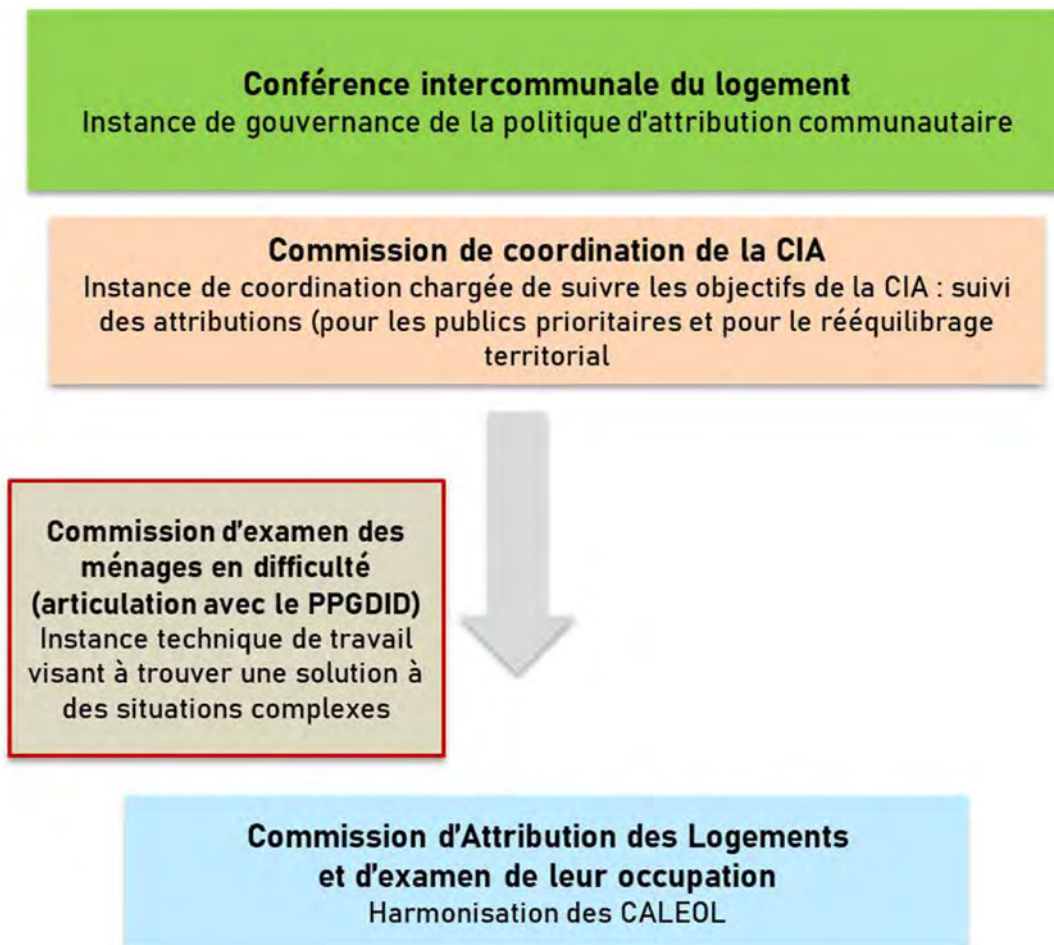 Conférence intercommunale du logement
Instance de gouvernance de la politique d'attribution communautaire
Commission de coordination de la CIA
Instance de coordination chargée de suivre les objectifs de la CIA : suivi
des attributions (pour les publics prioritaires et pour le rééquilibrage
territorial
Commission d'examen des
ménages en difficulté
(articulation avec le PPGDID)
Instance technique de travail
visant à trouver une solution à
des situations complexes
Commission d'Attribution des Logements
et d'examen de leur occupation
Harmonisation des CALEOL